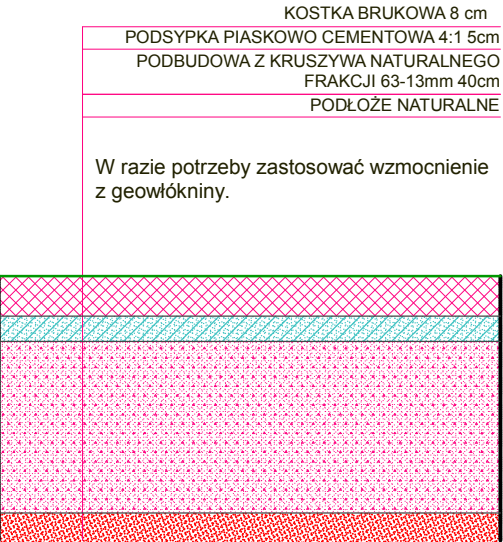 KOSTKA BRUKOWA 8 cm
PODSYPKA PIASKOWO CEMENTOWA 4:1 5cm
PODBUDOWA Z KRUSZYWA NATURALNEGO
FRAKCJI 63-13mm 40cm
PODŁOŻE NATURALNE
W razie potrzeby zastosować wzmocnienie
z geowłókniny.